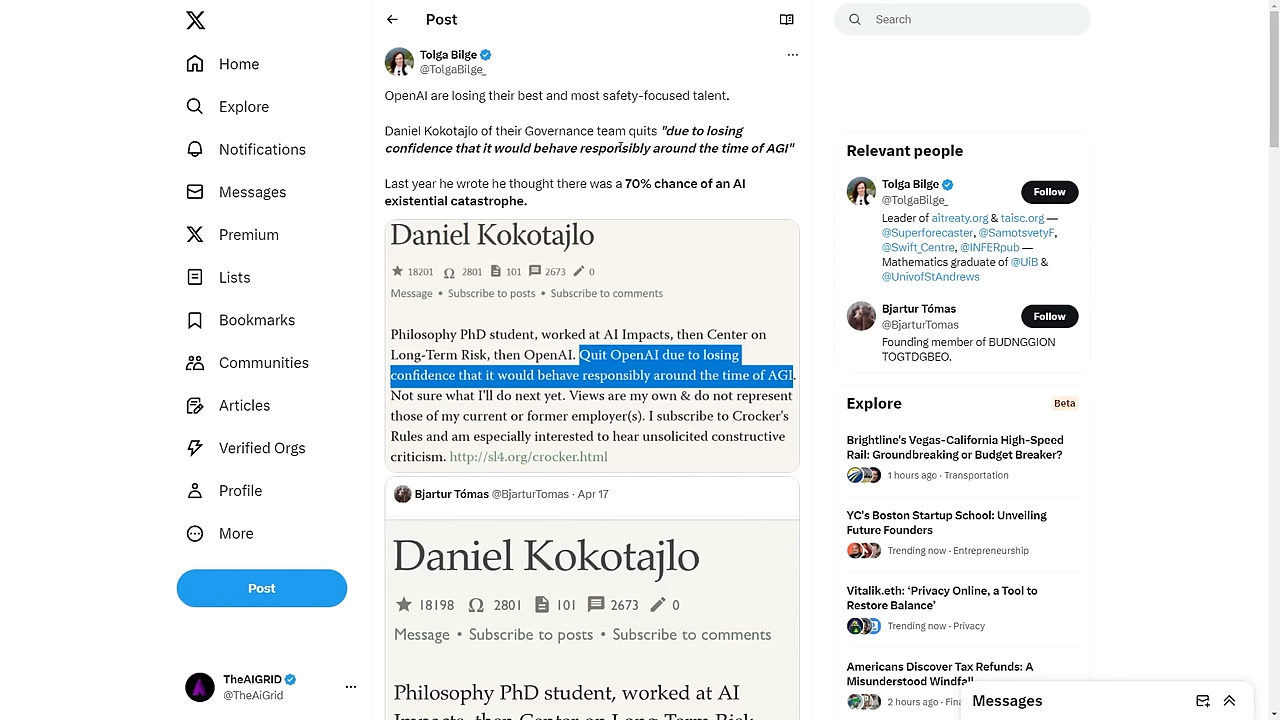 Home
Explore
Notifications
Messages
Premium
Lists
Bookmarks
Communities
Articles
Verified Orgs
Profile
More
Post
TheAIGRID
@TheAiGrid
Post
Tolga Bilge
@TolgaBilge_
OpenAI are losing their best and most safety-focused talent.
Daniel Kokotajlo of their Governance team quits "due to losing
confidence that it would behave responsibly around the time of AGI"
Last year he wrote he thought there was a 70% chance of an AI
existential catastrophe.
Daniel Kokotajlo
18201 2801 101 2673 0
Message • Subscribe to posts • Subscribe to comments
Philosophy PhD student, worked at AI Impacts, then Center on
Long-Term Risk, then OpenAI. Quit OpenAI due to losing
confidence that it would behave responsibly around the time of AGI.
Not sure what I'll do next yet. Views are my own & do not represent
those of my current or former employer(s). I subscribe to Crocker's
Rules and am especially interested to hear unsolicited constructive
criticism. http://sl4.org/crocker.html
Bjartur Tómas @BjarturTomas · Apr 17
Daniel Kokotajlo
18198 2801 101 2673 0
Message • Subscribe to posts • Subscribe to comments
Philosophy PhD student, worked at AI
Impacts, then Center on Long-Term Risk
Search
Relevant people
Tolga Bilge
@TolgaBilge_
Follow
Leader of aitreaty.org & taisc.org —
@Superforecaster, @SamotsvetyF,
@Swift_Centre, @INFERpub —
Mathematics graduate of @UiB &
@UnivofStAndrews
Bjartur Tómas
@BjarturTomas
Follow
Founding member of BUDNGGION
TOGTDGBEO.
Explore
Beta
Brightline's Vegas-California High-Speed
Rail: Groundbreaking or Budget Breaker?
1 hours ago · Transportation
YC's Boston Startup School: Unveiling
Future Founders
Trending now · Entrepreneurship
Vitalik.eth: ‘Privacy Online, a Tool to
Restore Balance’
Trending now · Privacy
Americans Discover Tax Refunds: A
Misunderstood Windfall
2 hours ago · Fina
Messages